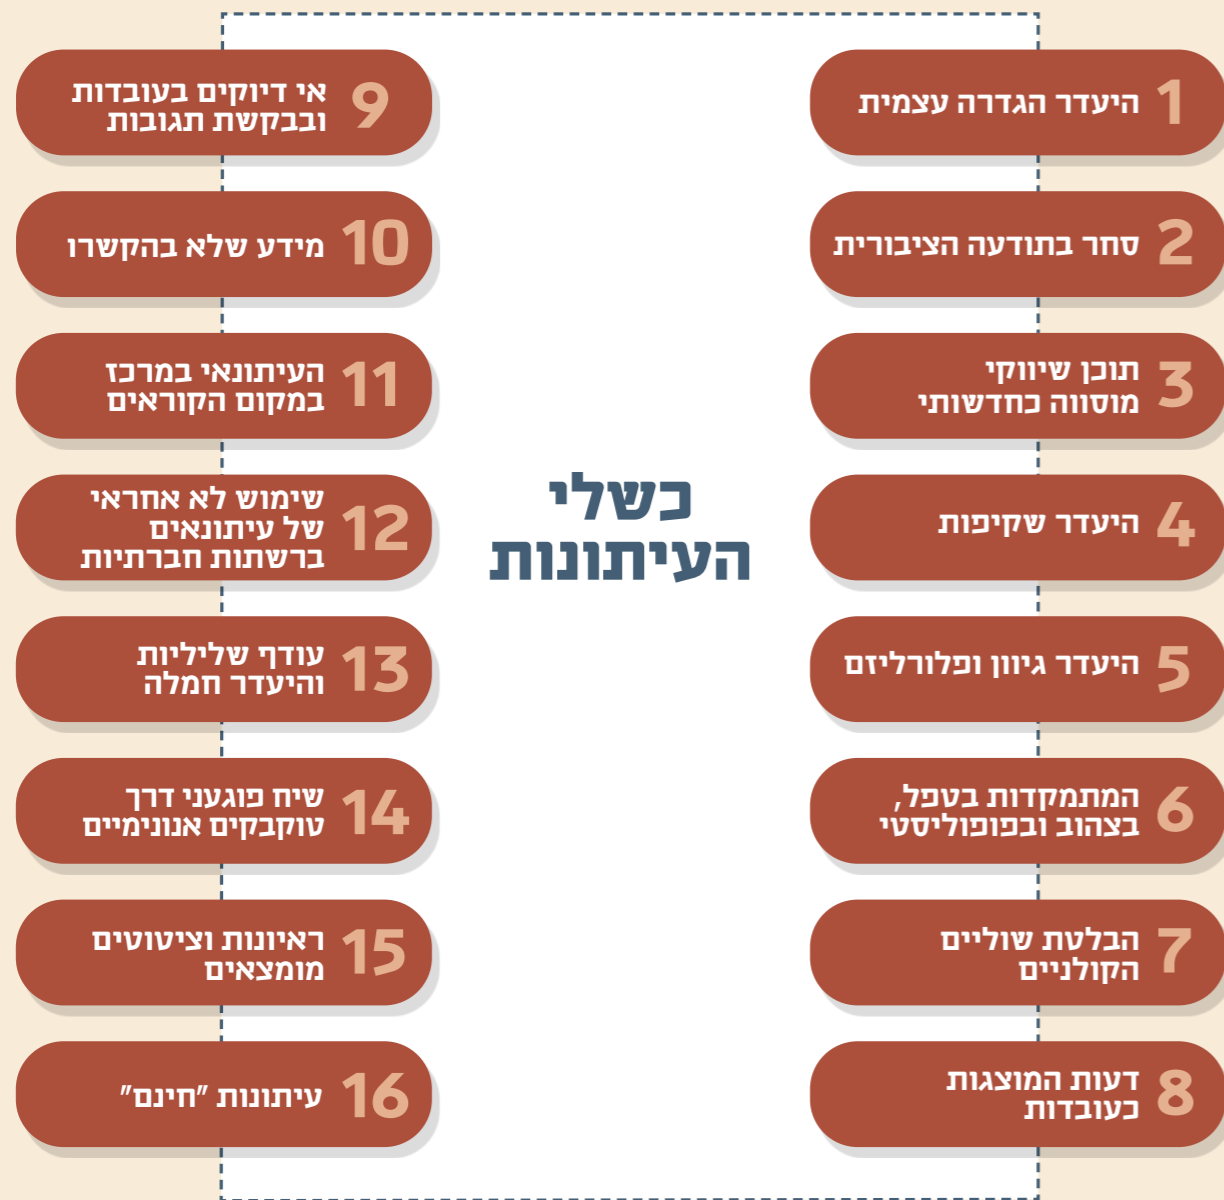 כשלי
העיתונות
1 היעדר הגדרה עצמית
2 סחר בתודעה הציבורית
3 תוכן שיווקי
מוסווה כחדשותי
4 היעדר שקיפות
5 היעדר גיוון ופלורליזם
6 המתמקדות בטפל,
בצהוב ובפופוליסטי
7 הבלטת שוליים
הקולניים
8 דעות המוצגות
כעובדות
9 אי דיוקים בעובדות
ובבקשת תגובות
10 מידע שלא בהקשרו
11 העיתונאי במרכז
במקום הקוראים
12 שימוש לא אחראי
של עיתונאים
ברשתות חברתיות
13 עודף שליליות
והיעדר חמלה
14 שיח פוגעני דרך
טוקבקים אנונימיים
15 ראיונות וציטוטים
מומצאים
16 עיתונות "חינם"